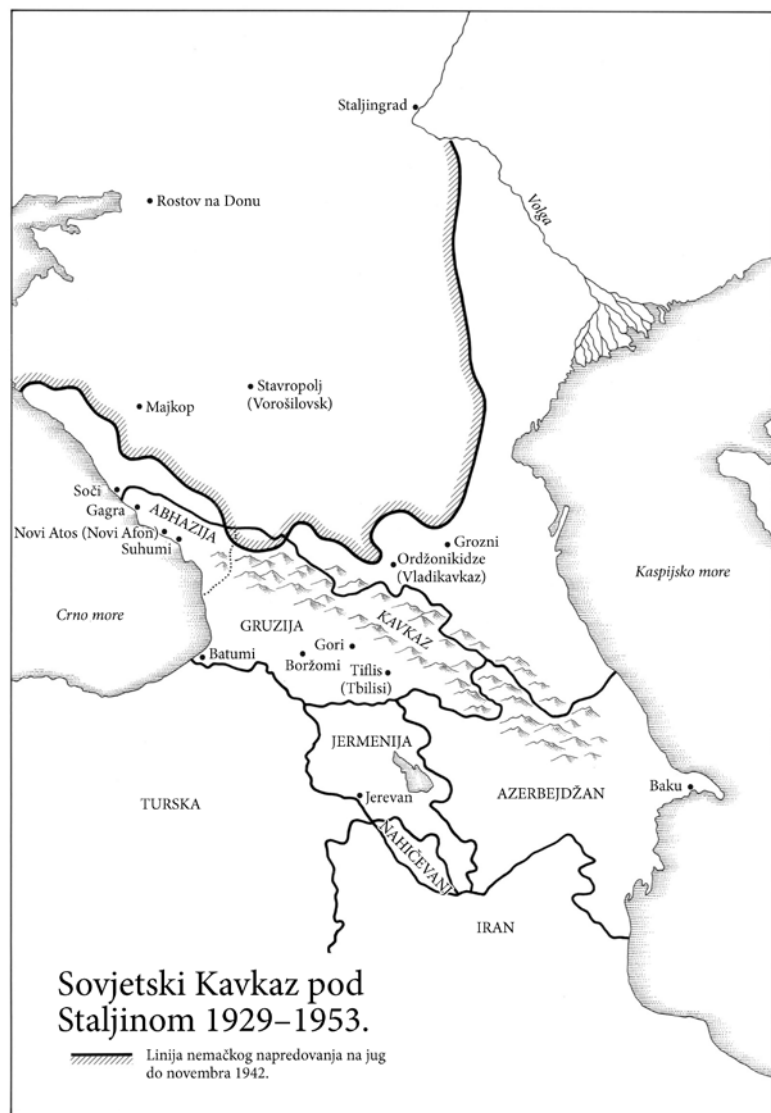 Staljingrad
Rostov na Donu
Volga
Stavropolj
(Vorošilovsk)
Majkop
Soči
Gagra
ABHAZIJA
Novi Atos (Novi Afon)
Suhumi
Grozni
Ordžonikidze
(Vladikavkaz)
Kaspijsko more
Crno more
KAVKAZ
GRUZIJA
Gori
Boržomi
Batumi
Tiflis
(Tbilisi)
JERMENIJA
TURSKA
Jerevan
AZERBEJDŽAN
Baku
NAHIČEVANJ
IRAN
Sovjetski Kavkaz pod
Staljinom 1929–1953.
Linija nemačkog napredovanja na jug
do novembra 1942.